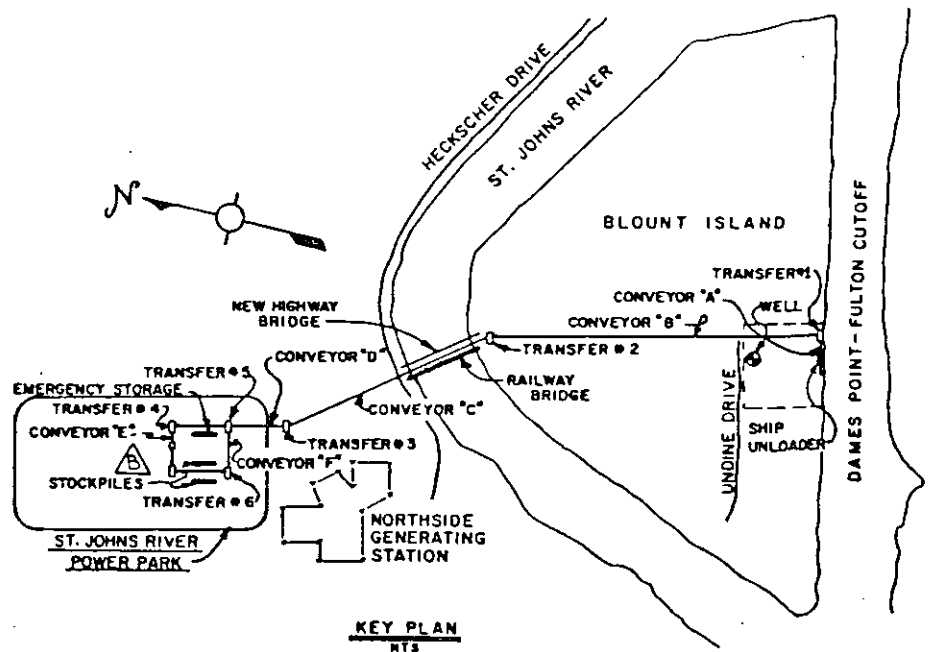 HECKSCHER DRIVE
ST. JOHNS RIVER
N
BLOUNT ISLAND
DAMES POINT-FULTON CUTOFF
TRANSFER #1
CONVEYOR "A"
WELL
CONVEYOR "B"
NEW HIGHWAY
BRIDGE
TRANSFER # 2
CONVEYOR "D"
RAILWAY
BRIDGE
TRANSFER # 5
EMERGENCY STORAGE
TRANSFER # 4
CONVEYOR "C"
UNDINE DRIVE
SHIP
UNLOADER
CONVEYOR "E"
TRANSFER # 3
B
CONVEYOR "F"
STOCKPILES
TRANSFER # 6
NORTHSIDE
GENERATING
STATION
ST. JOHNS RIVER
POWER PARK
KEY PLAN
NTS